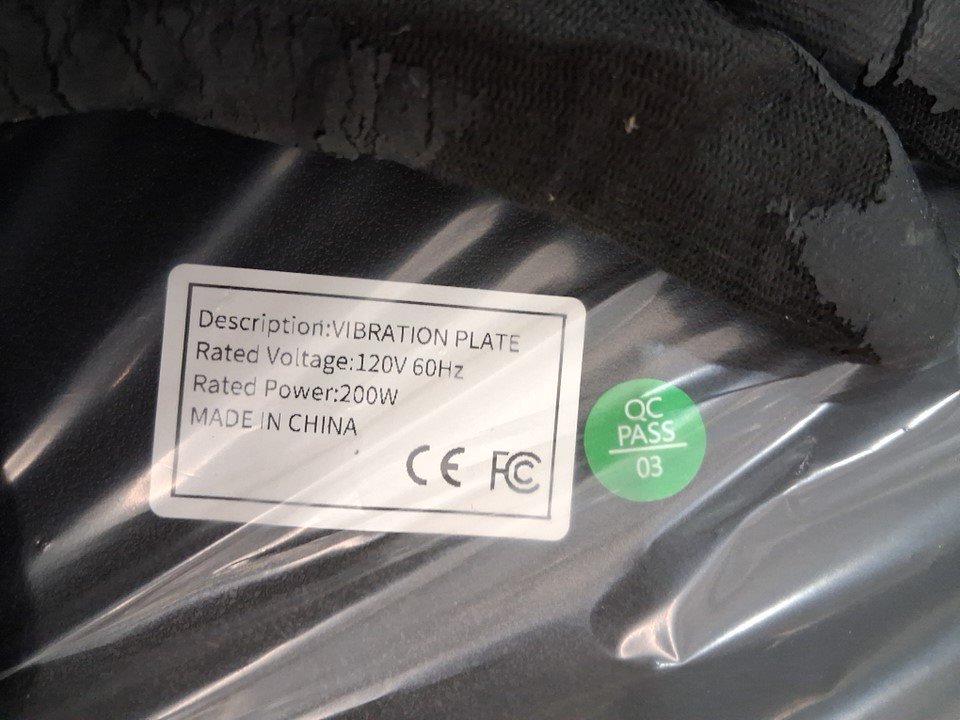 Description:VIBRATION PLATE
Rated Voltage:120V 60Hz
Rated Power:200W
MADE IN CHINA
CE FC
QC
PASS
03